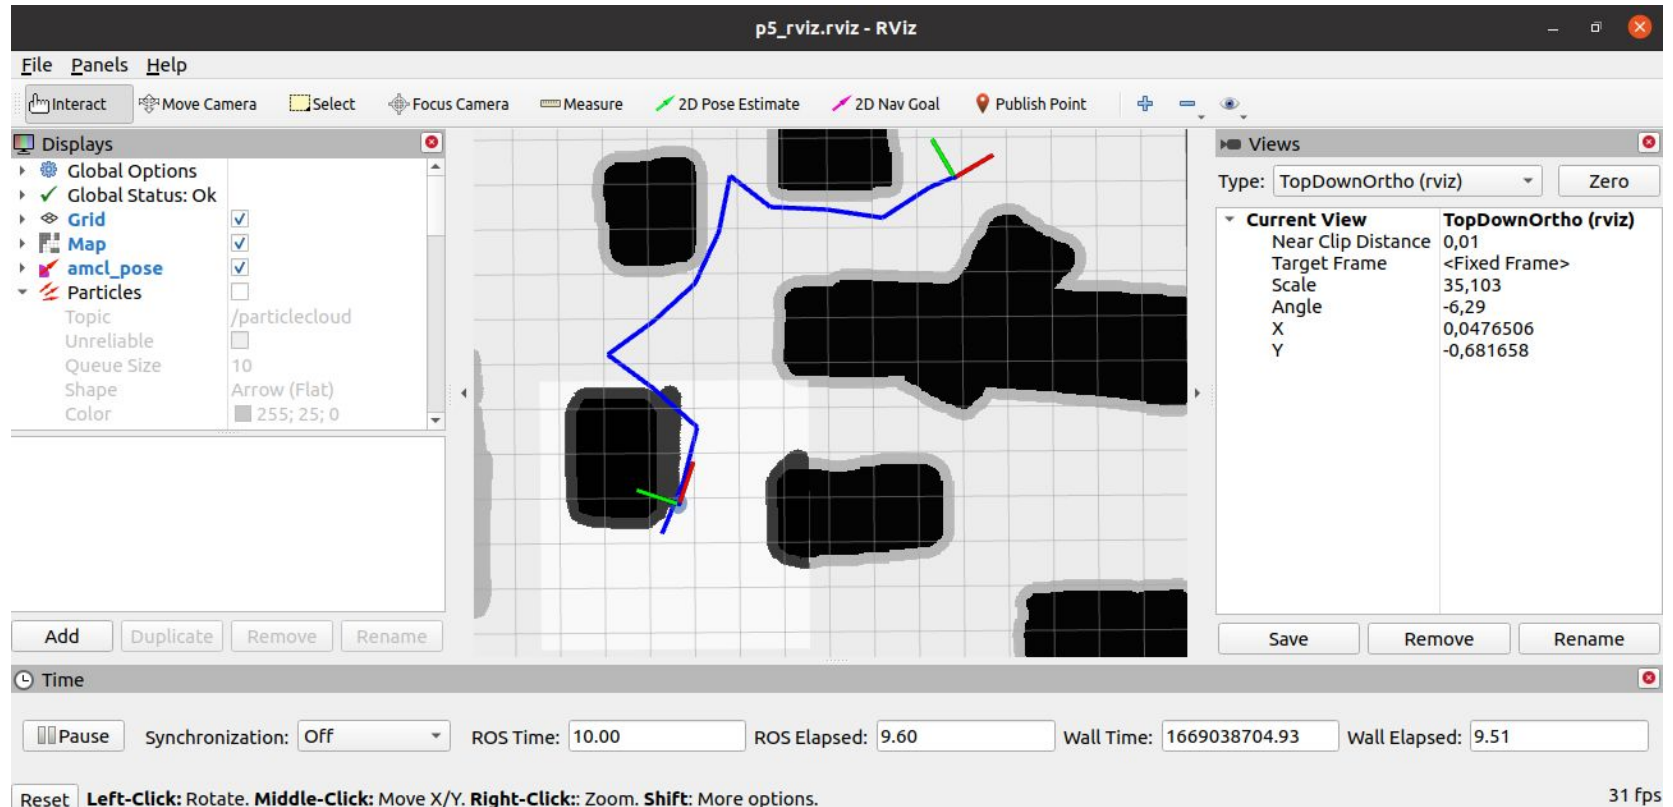 p5_rviz.rviz - RViz
File Panels Help
Interact Move Camera Select Focus Camera Measure 2D Pose Estimate 2D Nav Goal Publish Point
Displays
Global Options
Global Status: Ok
Grid
Map
amcl_pose
Particles
Topic /particlecloud
Unreliable
Queue Size 10
Shape Arrow (Flat)
Color 255; 25; 0
Add Duplicate Remove Rename
Views
Type: TopDownOrtho (rviz) Zero
Current View TopDownOrtho (rviz)
Near Clip Distance 0,01
Target Frame <Fixed Frame>
Scale 35,103
Angle -6,29
X 0,0476506
Y -0,681658
Save Remove Rename
Time
Pause Synchronization: Off ROS Time: 10.00 ROS Elapsed: 9.60 Wall Time: 1669038704.93 Wall Elapsed: 9.51
Reset Left-Click: Rotate. Middle-Click: Move X/Y. Right-Click:: Zoom. Shift: More options. 31 fps